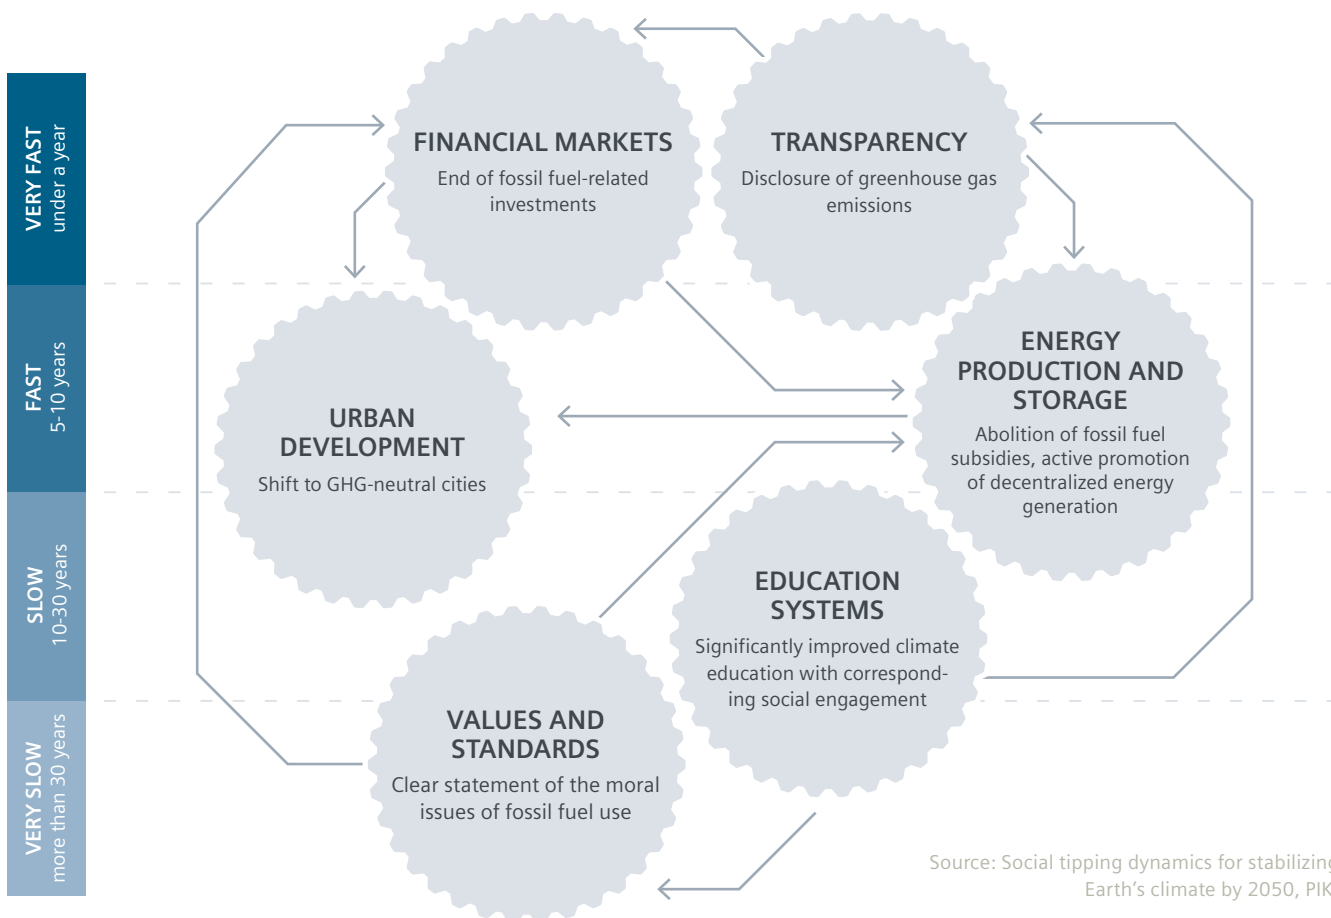 VERY FAST
under a year
FAST
5-10 years
SLOW
10-30 years
VERY SLOW
more than 30 years
FINANCIAL MARKETS
End of fossil fuel-related
investments
TRANSPARENCY
Disclosure of greenhouse gas
emissions
URBAN
DEVELOPMENT
Shift to GHG-neutral cities
ENERGY
PRODUCTION AND
STORAGE
Abolition of fossil fuel
subsidies, active promotion
of decentralized energy
generation
EDUCATION
SYSTEMS
Significantly improved climate
education with correspond-
ing social engagement
VALUES AND
STANDARDS
Clear statement of the moral
issues of fossil fuel use
Source: Social tipping dynamics for stabilizing
Earth’s climate by 2050, PIK